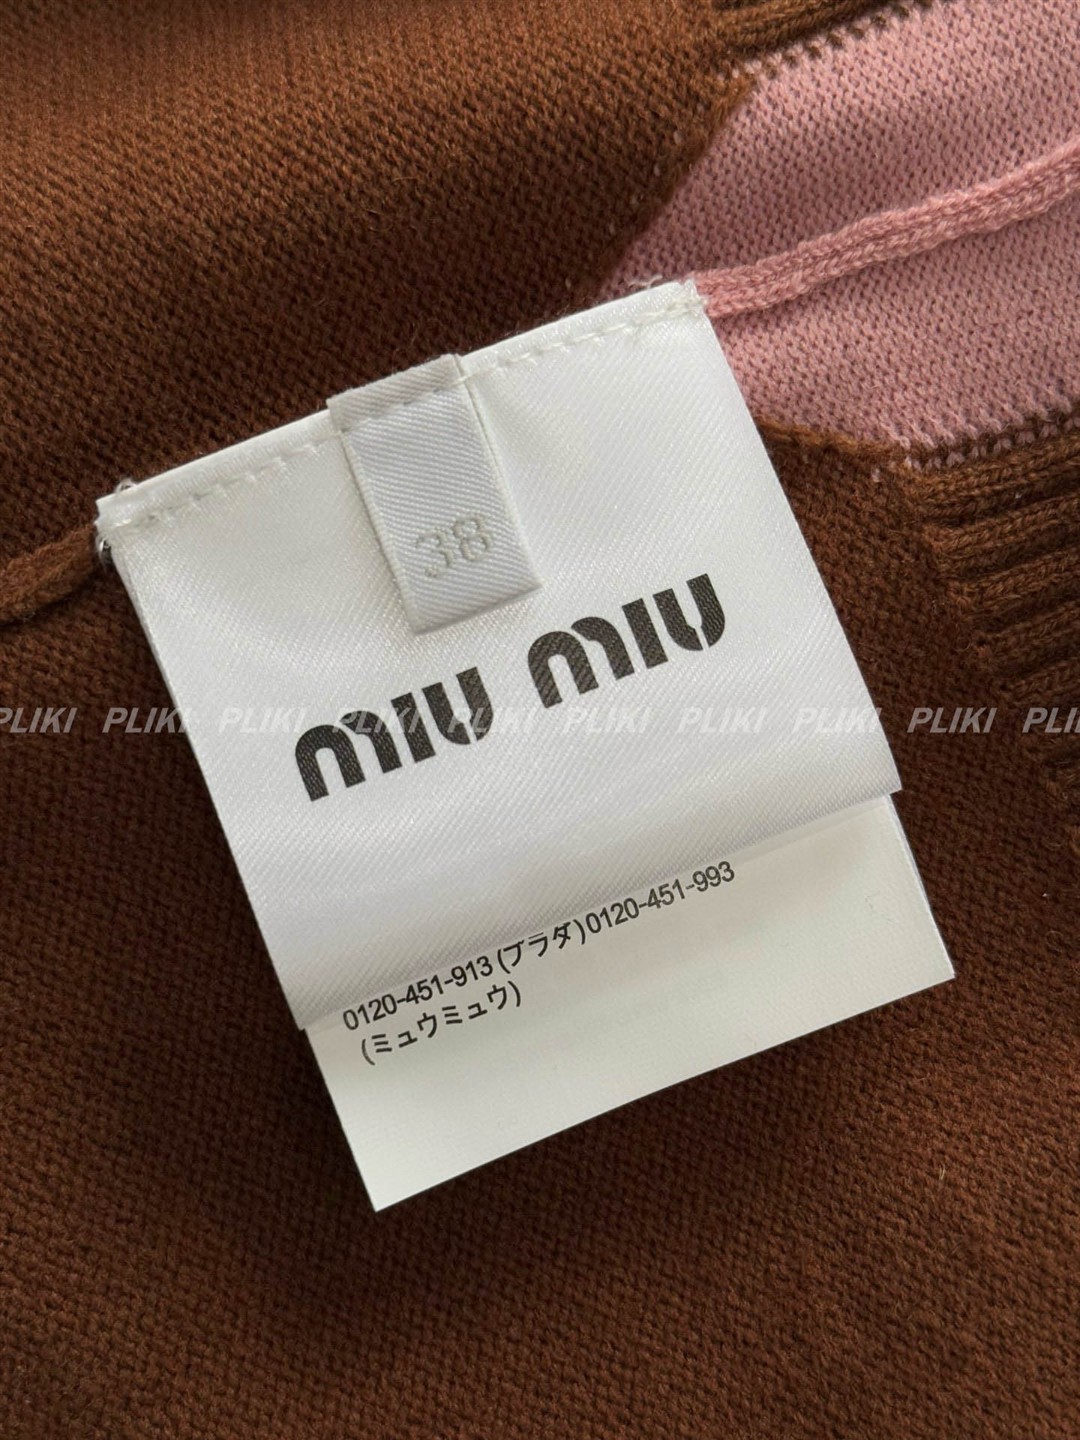 38
miu miu
PLIKI PLIKI PLIKI PLIKI PLIKI PLIKI PLIKI PLIKI PLIKI PLI
0120-451-913 (プラダ) 0120-451-993
(ミュウミュウ)